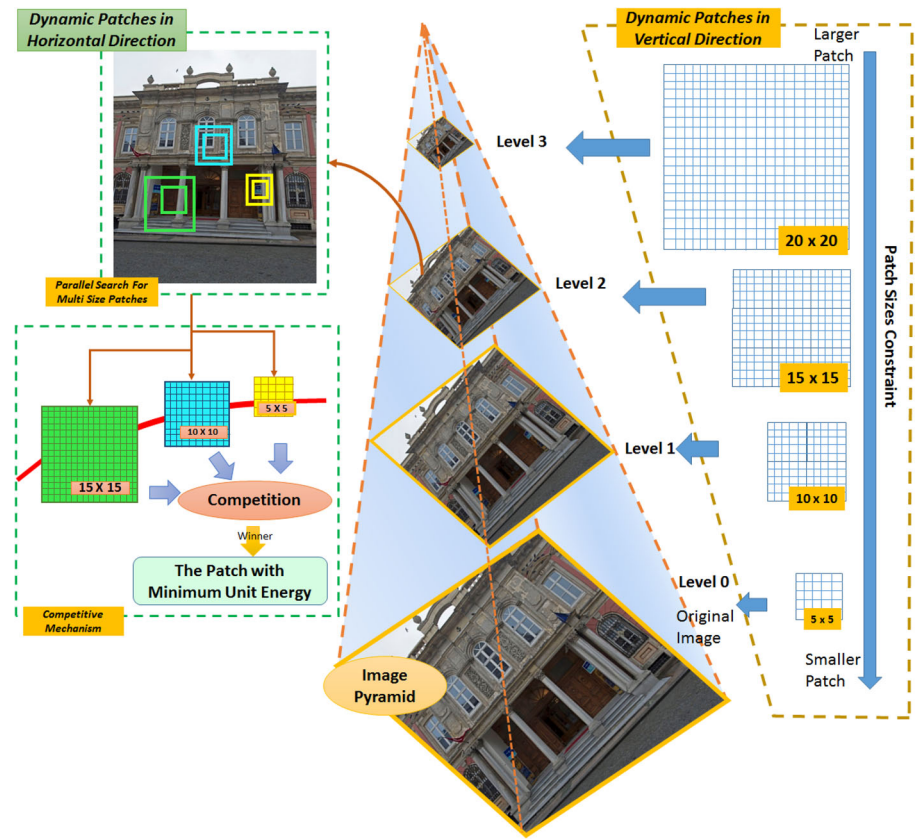 Dynamic Patches in
Horizontal Direction
Parallel Search For
Multi Size Patches
15 X 15
10 X 10
5 X 5
Competition
Winner
The Patch with
Minimum Unit Energy
Competitive
Mechanism
Level 3
Level 2
Level 1
Level 0
Original
Image
Image
Pyramid
Dynamic Patches in
Vertical Direction
Larger
Patch
20 x 20
15 x 15
10 x 10
5 x 5
Patch Sizes Constraint
Smaller
Patch